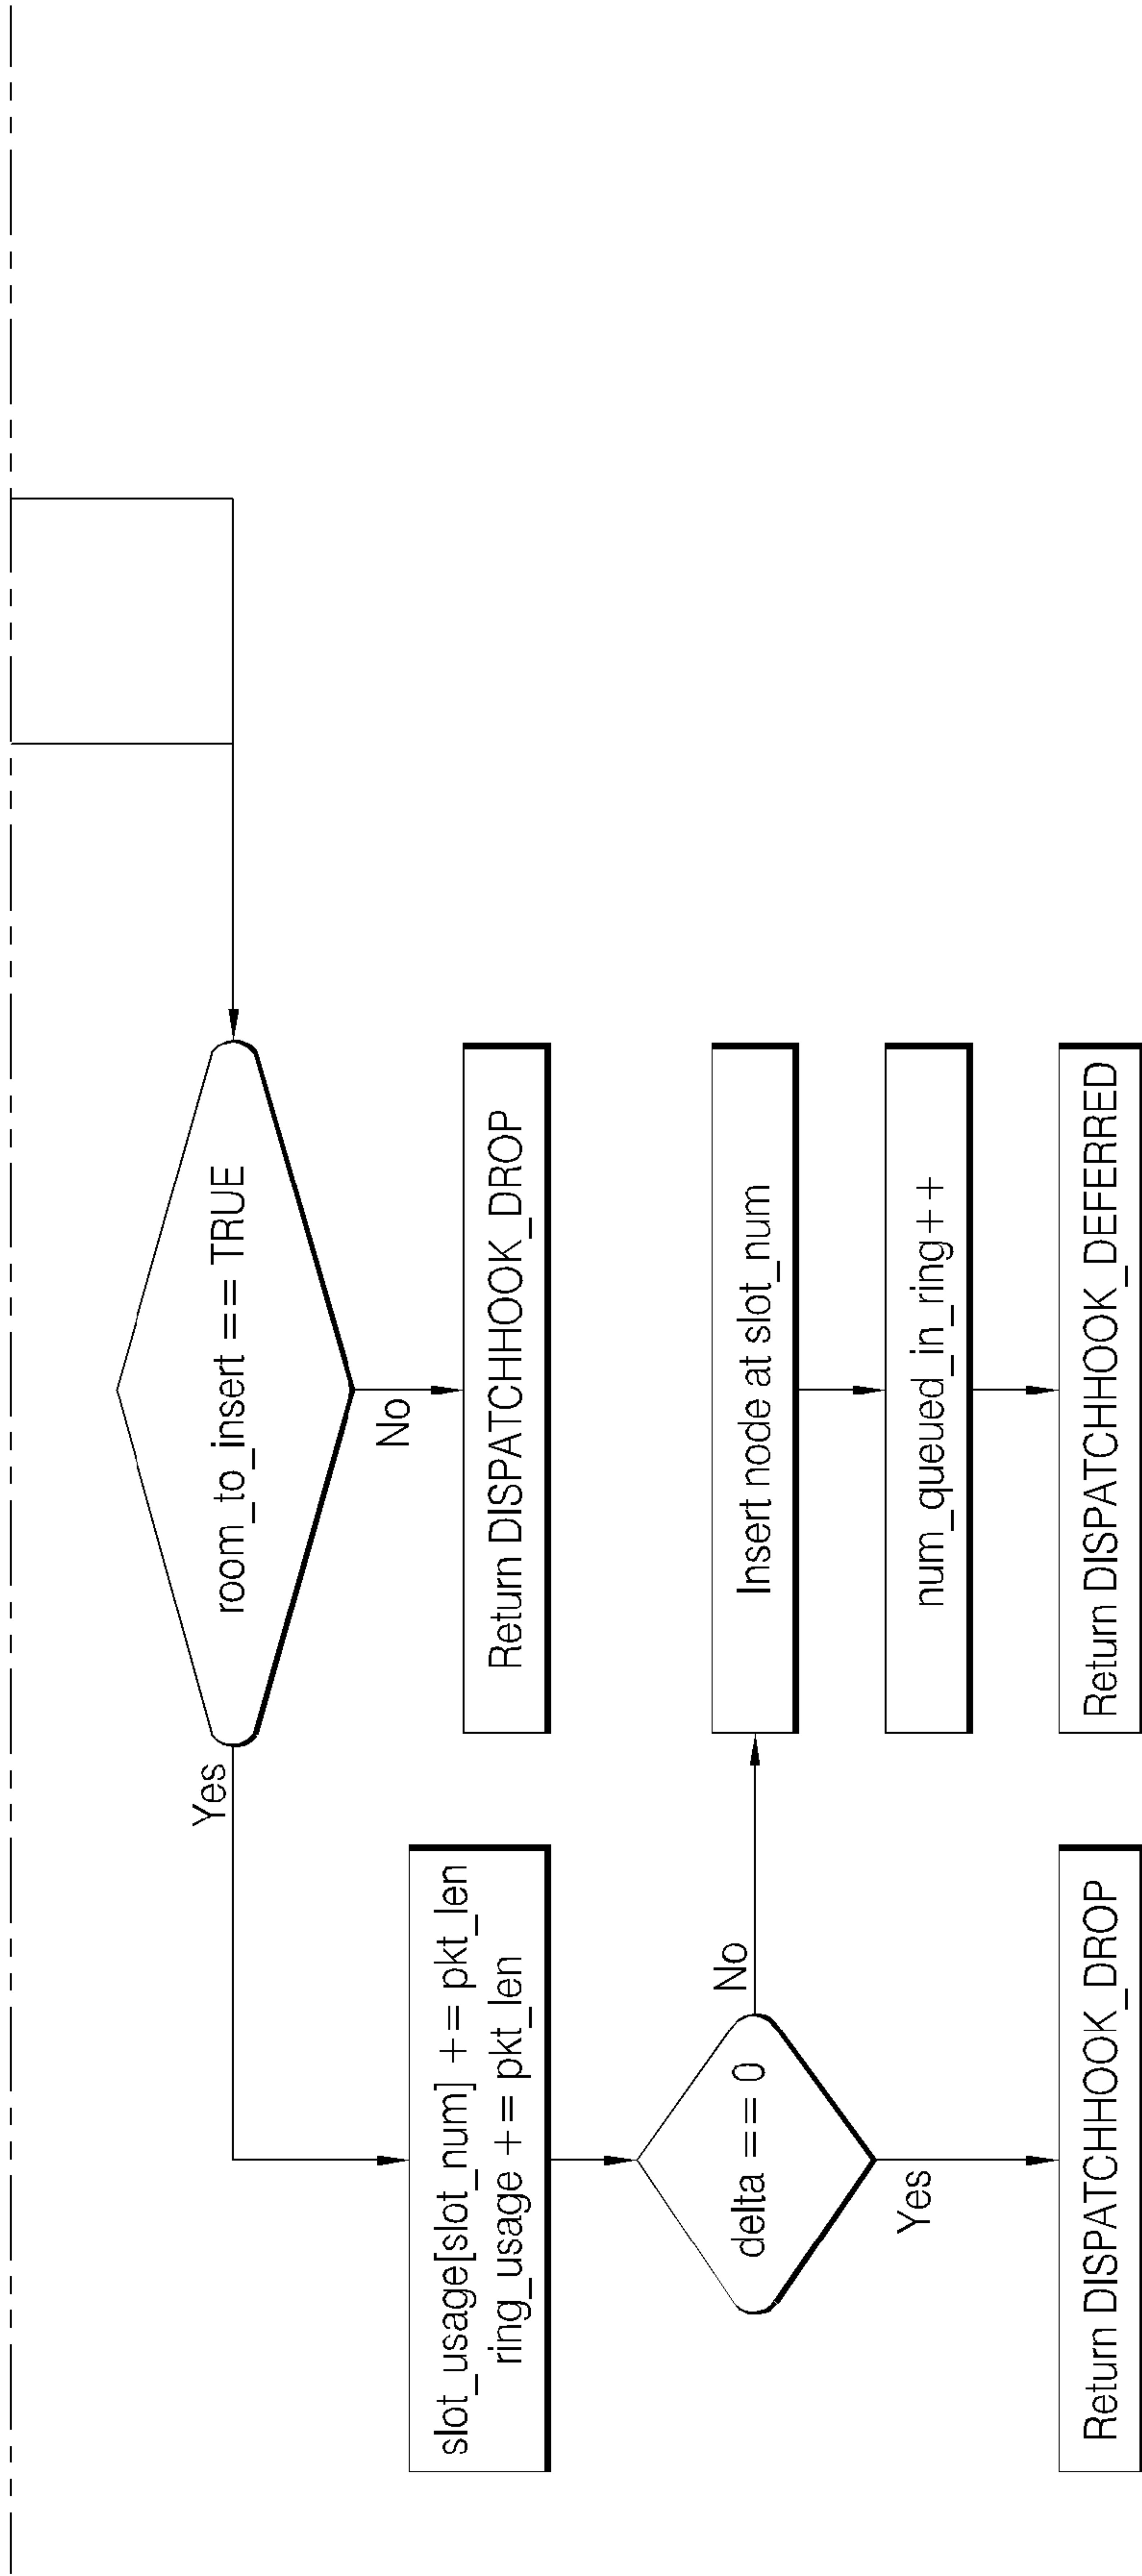 room_to_insert == TRUE
Yes
No
slot_usage[slot_num] += pkt_len
ring_usage += pkt_len
Return DISPATCHHOOK_DROP
delta == 0
No
Insert node at slot_num
Yes
num_queued_in_ring++
Return DISPATCHHOOK_DROP
Return DISPATCHHOOK_DEFERRED